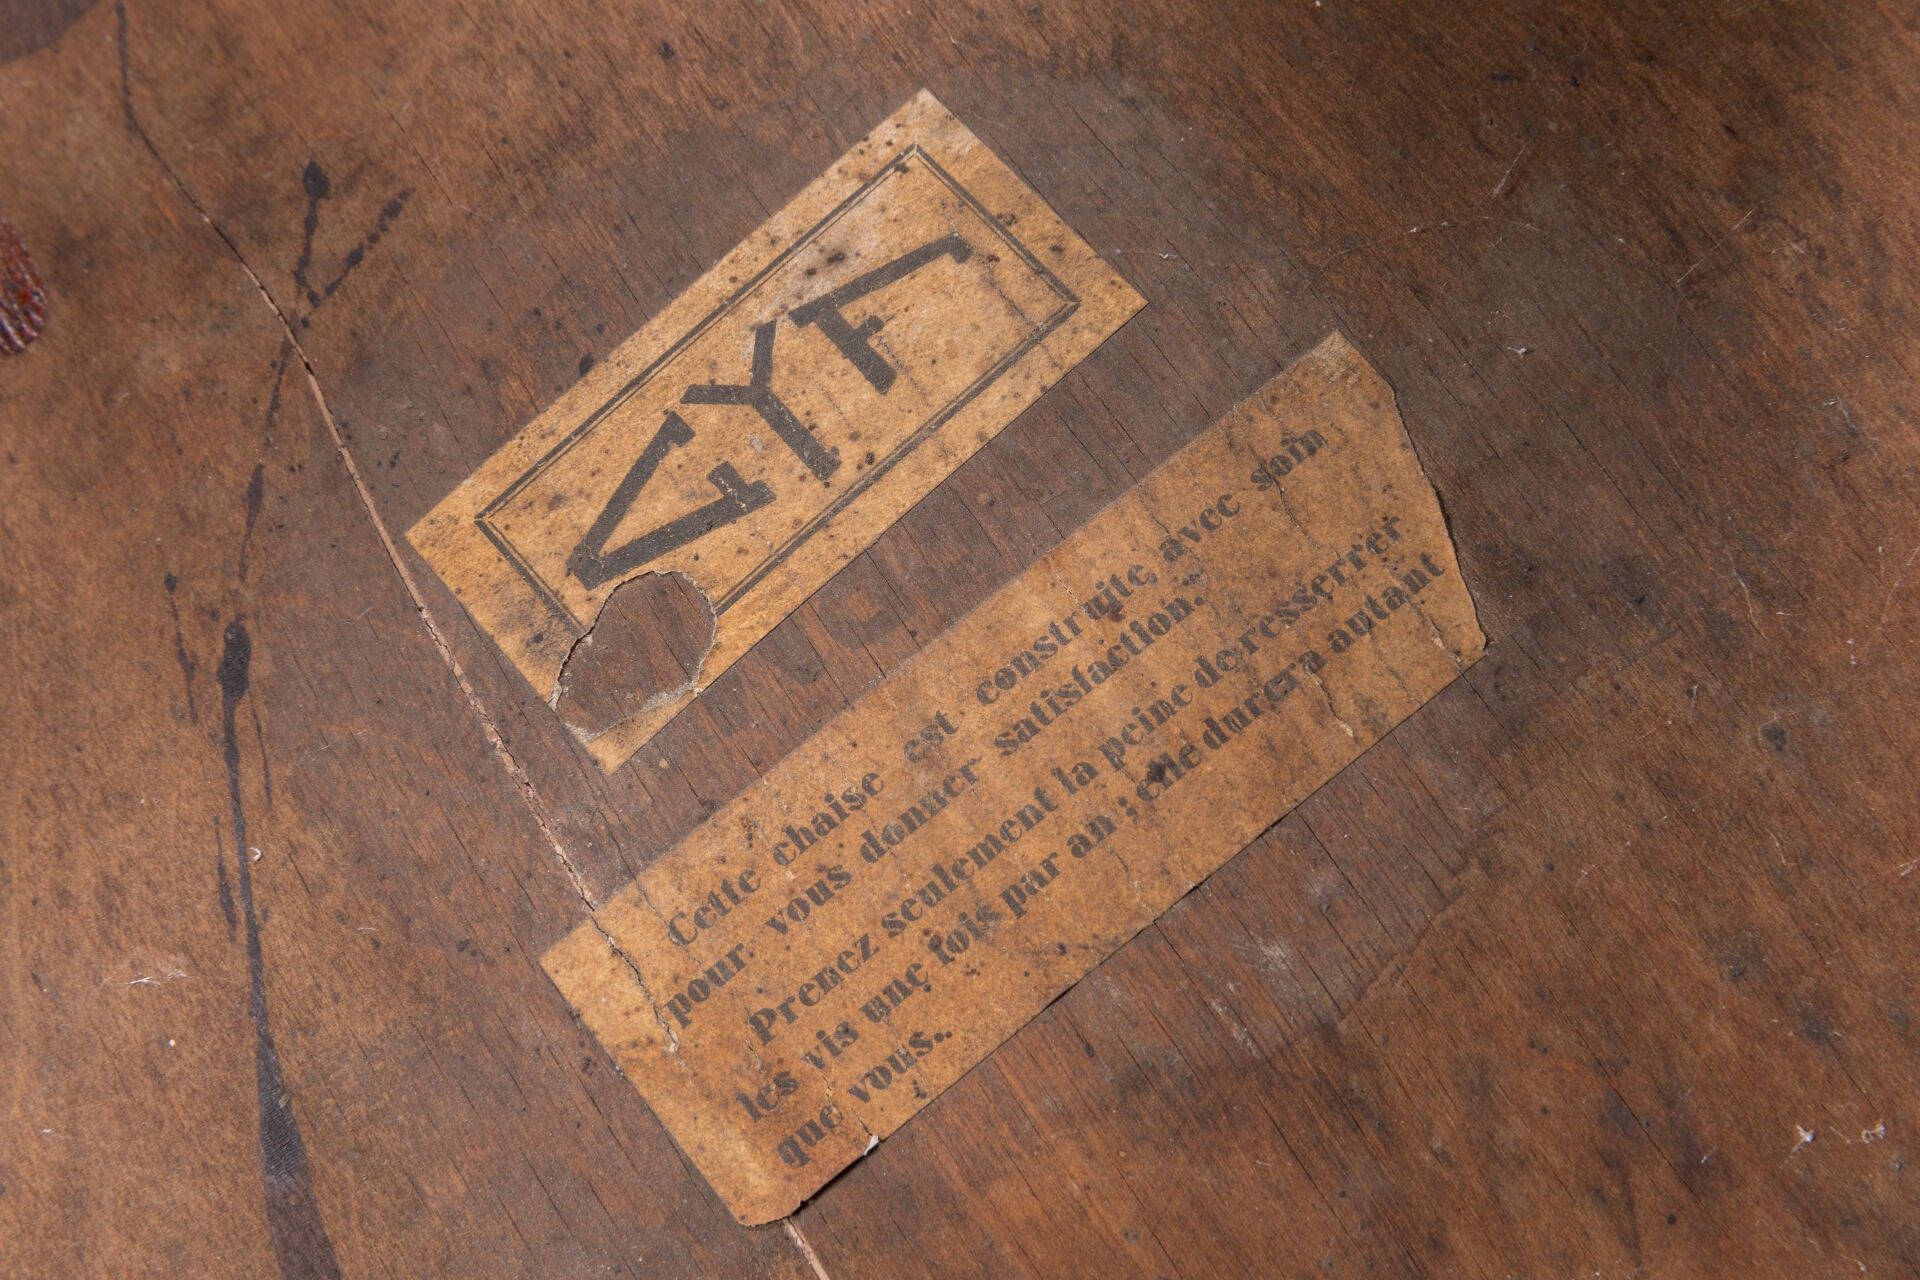 GYF
Cette chaise est construite avec soin
pour vous donner satisfaction.
Prenez seulement la peine de resserrer
les vis une fois par an ; elle durera autant
que vous..